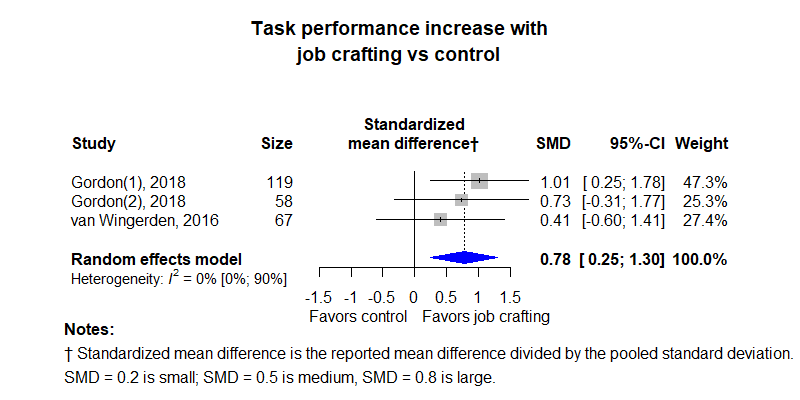 Task performance increase with
job crafting vs control
Standardized
Study Size mean difference† SMD 95%-CI Weight
Gordon(1), 2018 119 1.01 [ 0.25; 1.78] 47.3%
Gordon(2), 2018 58 0.73 [-0.31; 1.77] 25.3%
van Wingerden, 2016 67 0.41 [-0.60; 1.41] 27.4%
Random effects model 0.78 [ 0.25; 1.30] 100.0%
Heterogeneity: I² = 0% [0%; 90%]
-1.5 -1 -0.5 0 0.5 1 1.5
Favors control Favors job crafting
Notes:
† Standardized mean difference is the reported mean difference divided by the pooled standard deviation.
SMD = 0.2 is small; SMD = 0.5 is medium, SMD = 0.8 is large.